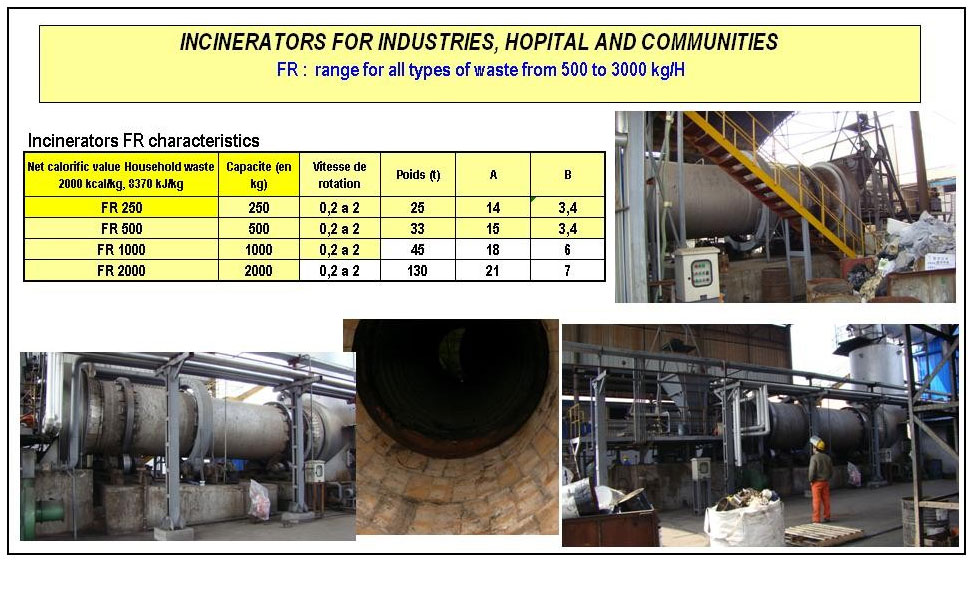 INCINERATORS FOR INDUSTRIES, HOPITAL AND COMMUNITIES
FR : range for all types of waste from 500 to 3000 kg/H
Incinerators FR characteristics
Net calorific value Household waste 2000 kcal/kg, 8370 kJ/kg Capacite (en kg) Vitesse de rotation Poids (t) A B
FR 250 250 0,2 a 2 25 14 3,4
FR 500 500 0,2 a 2 33 15 3,4
FR 1000 1000 0,2 a 2 45 18 6
FR 2000 2000 0,2 a 2 130 21 7